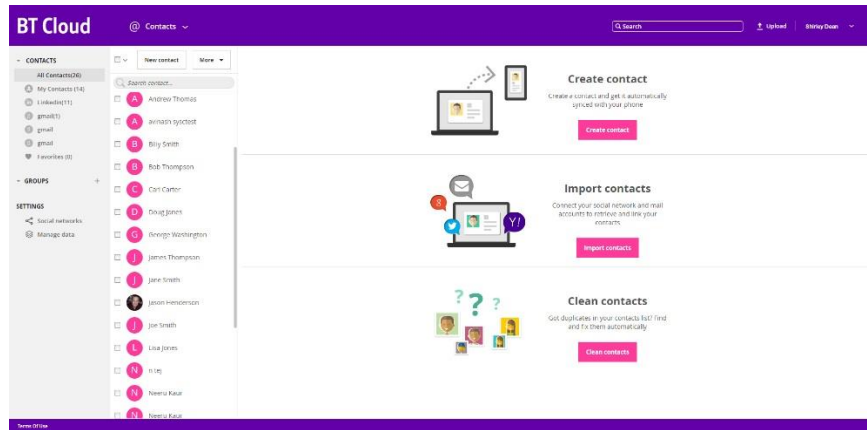 BT Cloud
@ Contacts
Search
Upload
Shirley Dean
CONTACTS
All Contacts(26)
My Contacts (14)
LinkedIn(11)
gmail(1)
gmail
gmail
Favorites (0)
GROUPS +
SETTINGS
Social networks
Manage data
New contact
More
Search contact...
A Andrew Thomas
A avinash sysctest
B Billy Smith
B Bob Thompson
C Carl Carter
D Doug Jones
G George Washington
J James Thompson
J Jane Smith
Jason Henderson
J Joe Smith
L Lisa Jones
N n tej
N Neeru Kaur
N Neeru Kaur
Create contact
Create a contact and get it automatically
synced with your phone
Create contact
8
Y!
Import contacts
Connect your social network and mail
accounts to retrieve and link your
contacts
Import contacts
? ? ?
Clean contacts
Got duplicates in your contacts list? Find
and fix them automatically
Clean contacts
Terms Of Use